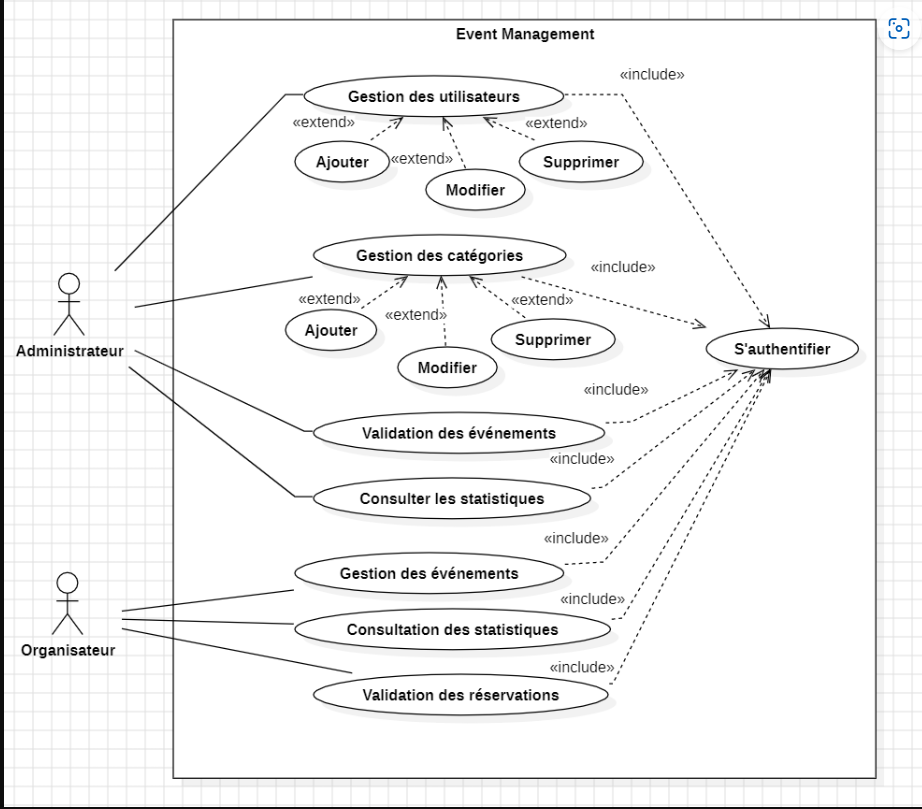 Event Management
«include»
Gestion des utilisateurs
«extend»
«extend»
Ajouter
«extend»
Supprimer
Modifier
Gestion des catégories
«include»
«extend»
«extend»
«extend»
Ajouter
Supprimer
Modifier
Administrateur
S'authentifier
«include»
Validation des événements
«include»
Consulter les statistiques
«include»
Gestion des événements
«include»
Consultation des statistiques
Organisateur
«include»
Validation des réservations